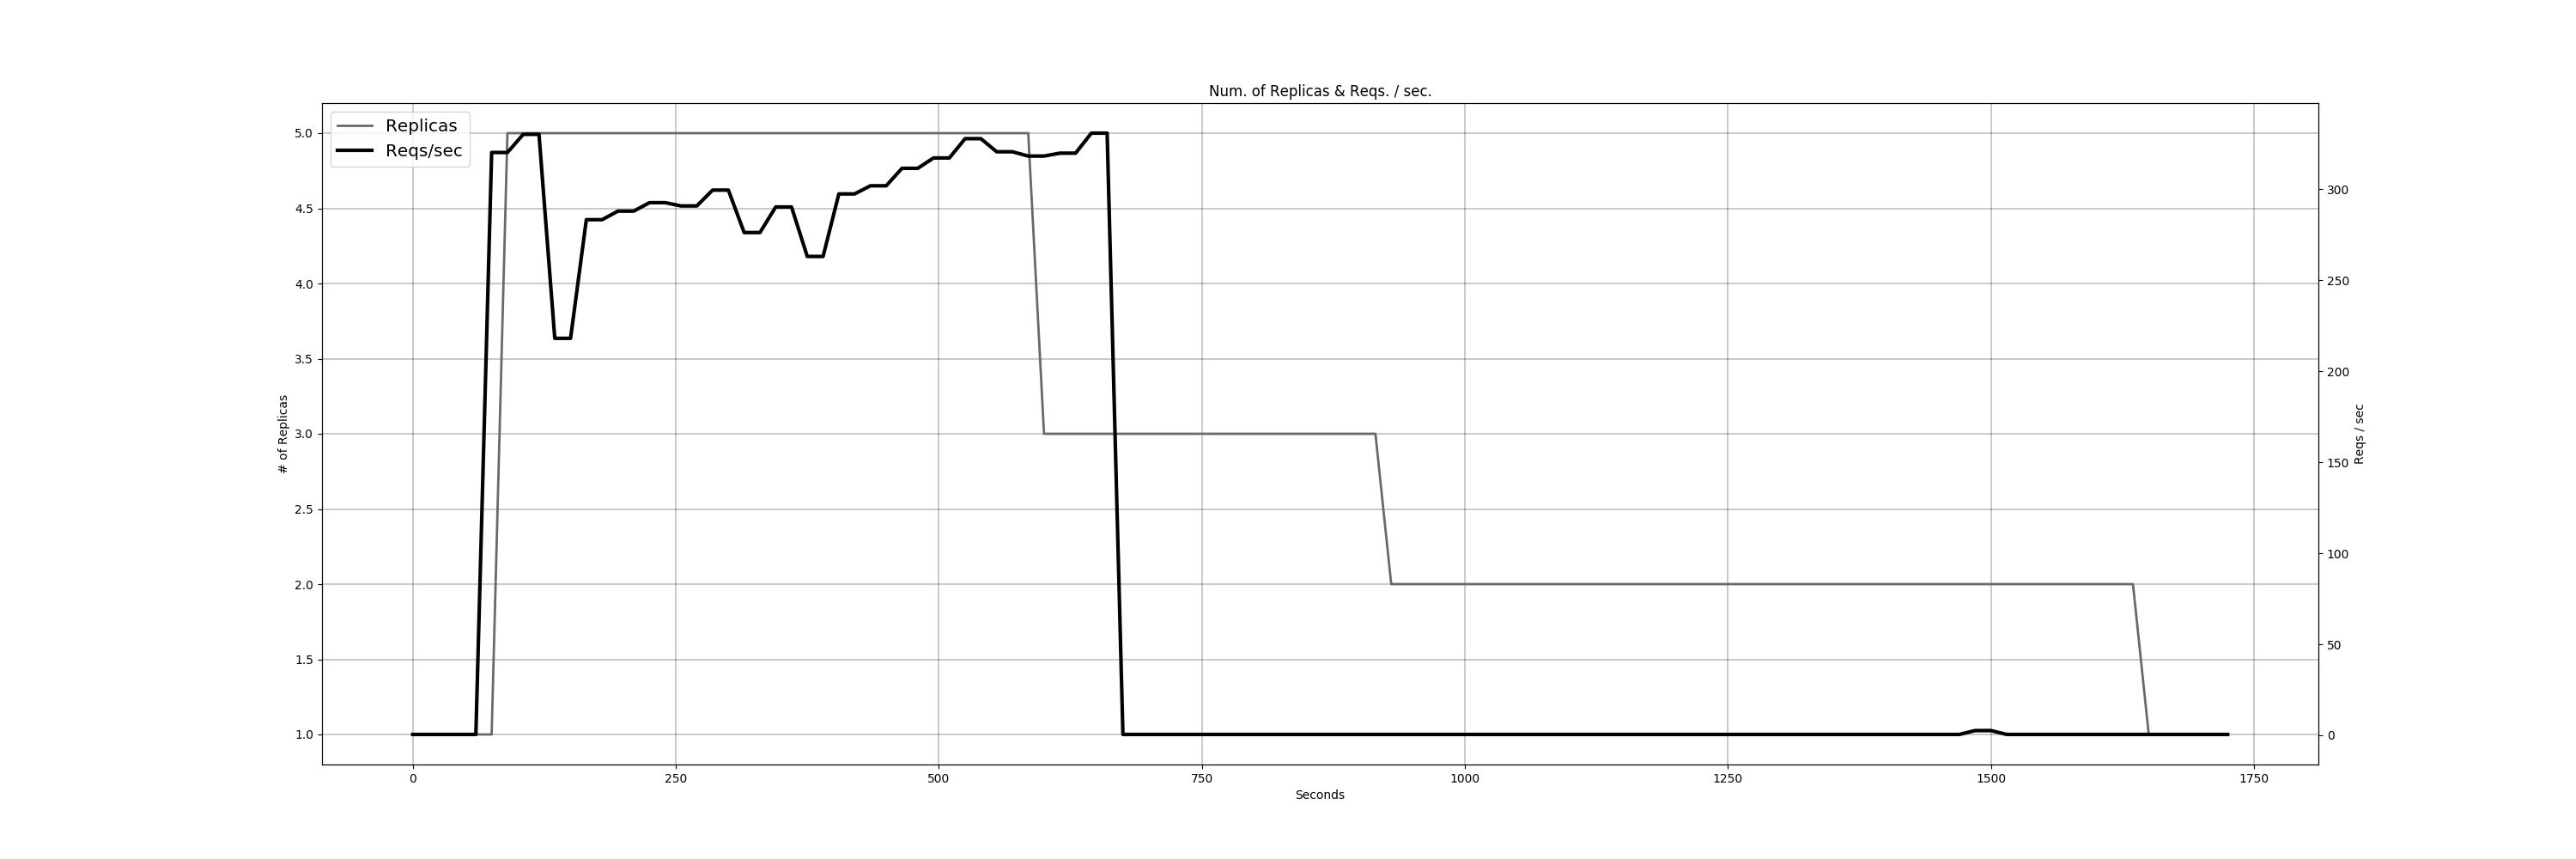 Num. of Replicas & Reqs. / sec.
Replicas
Reqs/sec
5.0
4.5
4.0
3.5
3.0
2.5
2.0
1.5
1.0
# of Replicas
300
250
200
150
100
50
0
Reqs / sec
0 250 500 750 1000 1250 1500 1750
Seconds